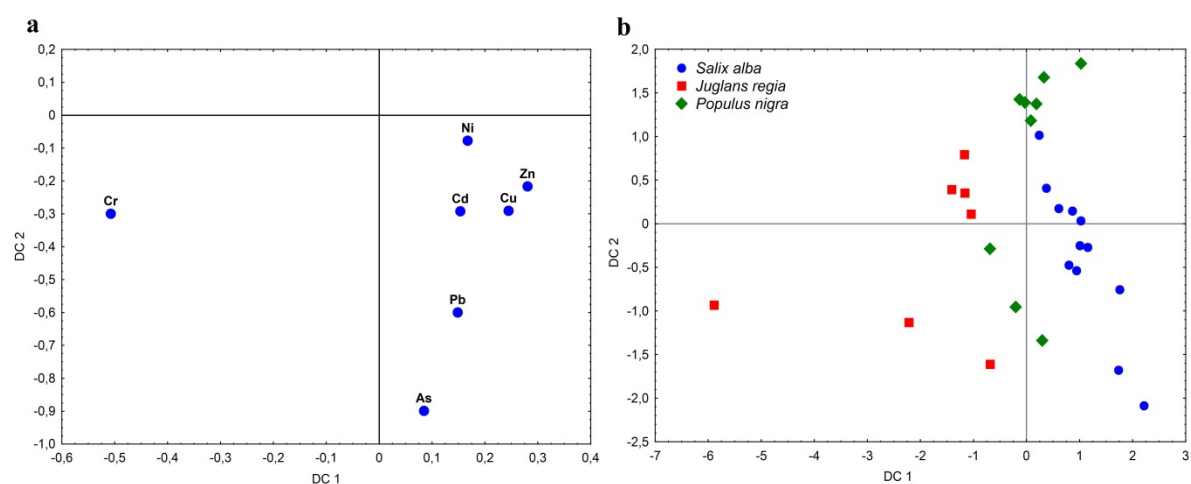 a
0,2
0,1
0
-0,1
-0,2
-0,3
-0,4
-0,5
-0,6
-0,7
-0,8
-0,9
-1,0
DC 2
Cr
Ni
Zn
Cd
Cu
Pb
As
-0,6 -0,5 -0,4 -0,3 -0,2 -0,1 0 0,1 0,2 0,3 0,4
DC 1
b
2,0
1,5
1,0
0,5
0
-0,5
-1,0
-1,5
-2,0
-2,5
DC 2
Salix alba
Juglans regia
Populus nigra
-7 -6 -5 -4 -3 -2 -1 0 1 2 3
DC 1